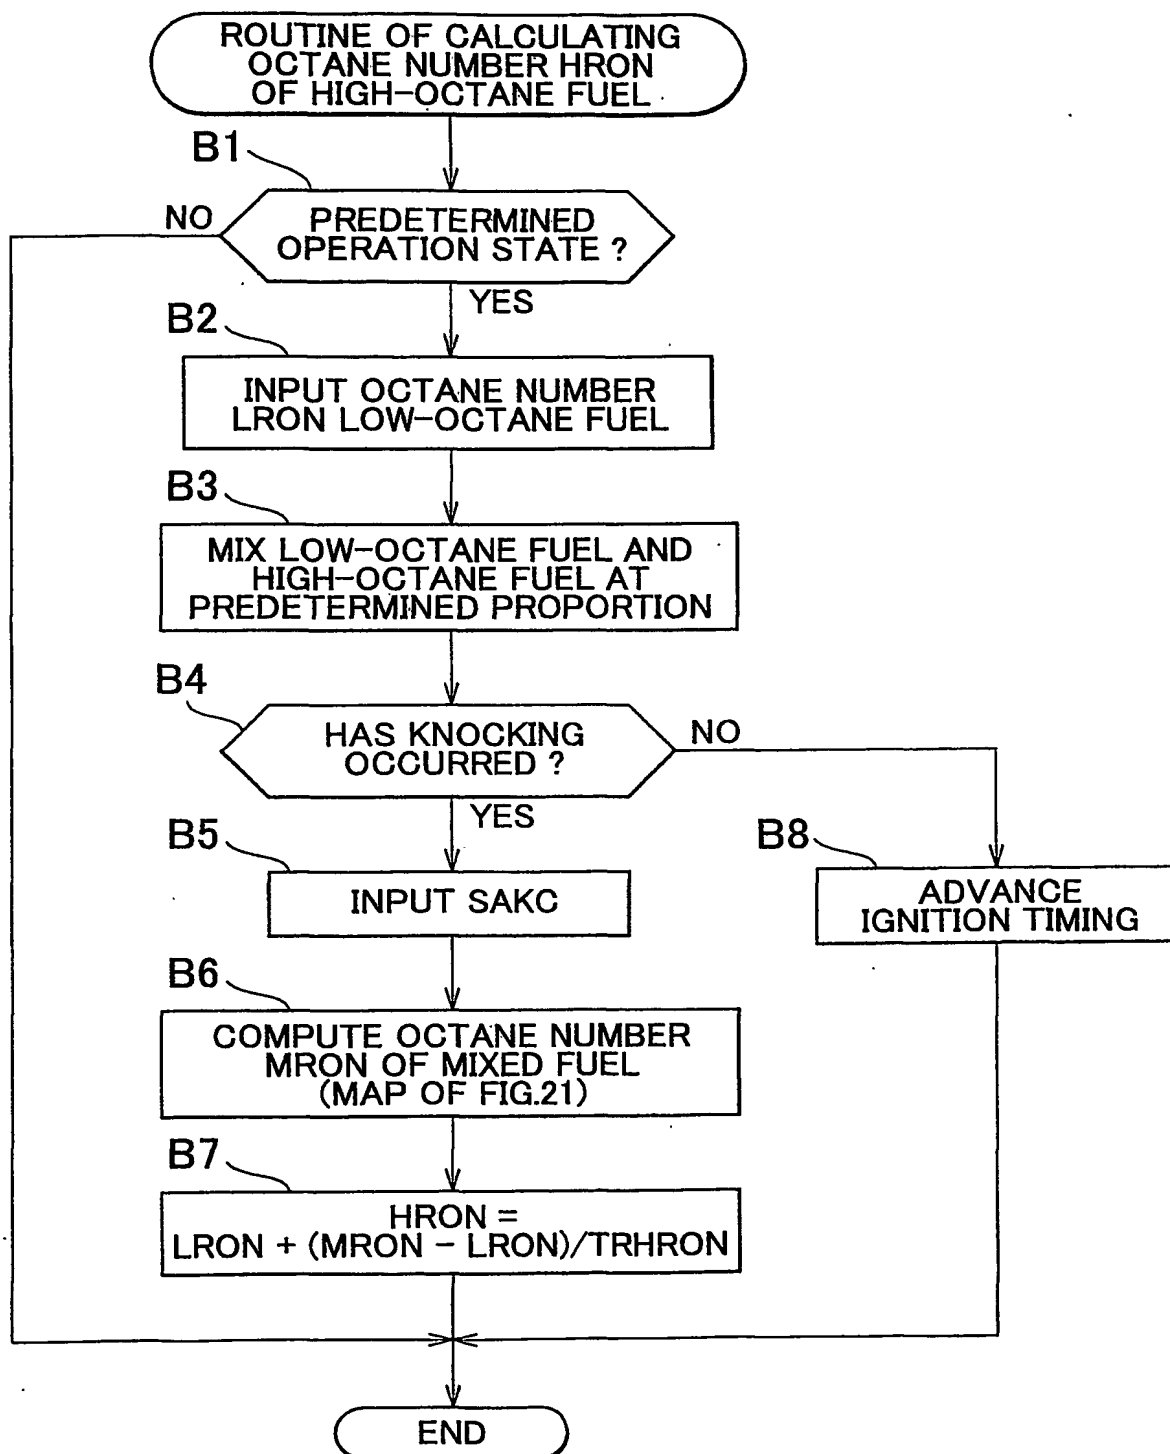 ROUTINE OF CALCULATING
OCTANE NUMBER HRON
OF HIGH-OCTANE FUEL
B1
NO
PREDETERMINED
OPERATION STATE ?
YES
B2
INPUT OCTANE NUMBER
LRON LOW-OCTANE FUEL
B3
MIX LOW-OCTANE FUEL AND
HIGH-OCTANE FUEL AT
PREDETERMINED PROPORTION
B4
HAS KNOCKING
OCCURRED ?
NO
YES
B5
INPUT SAKC
B8
ADVANCE
IGNITION TIMING
B6
COMPUTE OCTANE NUMBER
MRON OF MIXED FUEL
(MAP OF FIG.21)
B7
HRON =
LRON + (MRON - LRON)/TRHRON
END